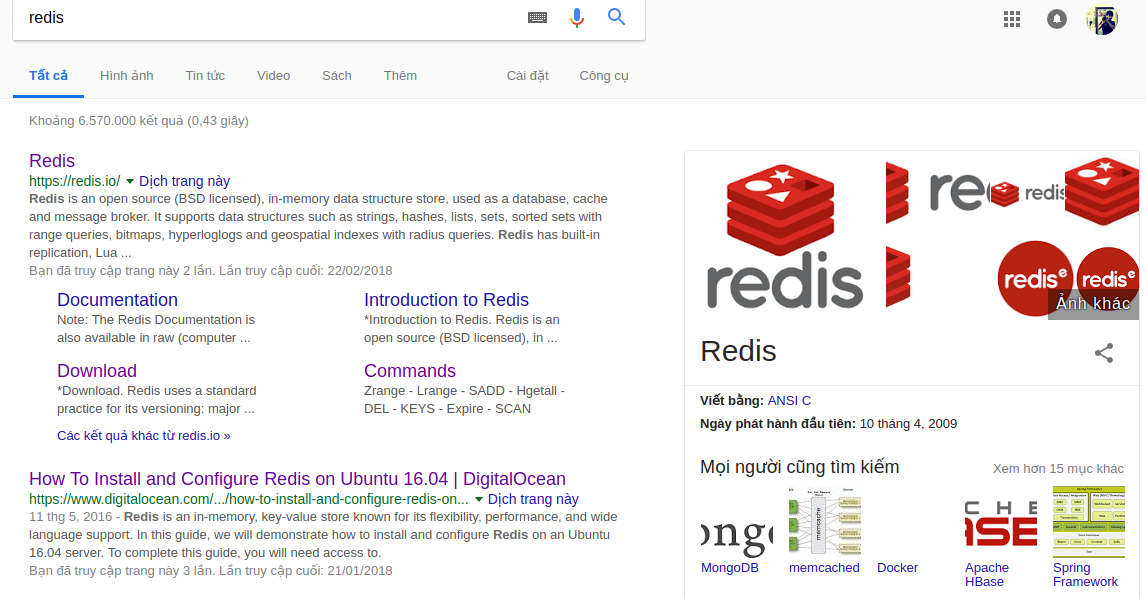 redis
Tất cả
Hình ảnh
Tin tức
Video
Sách
Thêm
Cài đặt
Công cụ
Khoảng 6.570.000 kết quả (0,43 giây)
Redis
https://redis.io/ Dịch trang này
Redis is an open source (BSD licensed), in-memory data structure store, used as a database, cache
and message broker. It supports data structures such as strings, hashes, lists, sets, sorted sets with
range queries, bitmaps, hyperloglogs and geospatial indexes with radius queries. Redis has built-in
replication, Lua ...
Bạn đã truy cập trang này 2 lần. Lần truy cập cuối: 22/02/2018
Documentation
Note: The Redis Documentation is
also available in raw (computer ...
Introduction to Redis
*Introduction to Redis. Redis is an
open source (BSD licensed), in ...
Download
*Download. Redis uses a standard
practice for its versioning: major ...
Commands
Zrange - Lrange - SADD - Hgetall -
DEL - KEYS - Expire - SCAN
Các kết quả khác từ redis.io »
How To Install and Configure Redis on Ubuntu 16.04 | DigitalOcean
https://www.digitalocean.com/.../how-to-install-and-configure-redis-on... Dịch trang này
11 thg 5, 2016 - Redis is an in-memory, key-value store known for its flexibility, performance, and wide
language support. In this guide, we will demonstrate how to install and configure Redis on an Ubuntu
16.04 server. To complete this guide, you will need access to.
Bạn đã truy cập trang này 3 lần. Lần truy cập cuối: 21/01/2018
redis
re
redis
redise
redise
Ảnh khác
Redis
Viết bằng: ANSI C
Ngày phát hành đầu tiên: 10 tháng 4, 2009
Mọi người cũng tìm kiếm
Xem hơn 15 mục khác
ongo
memcache
CHE
ASE
MongoDB
memcached
Docker
Apache
HBase
Spring
Framework